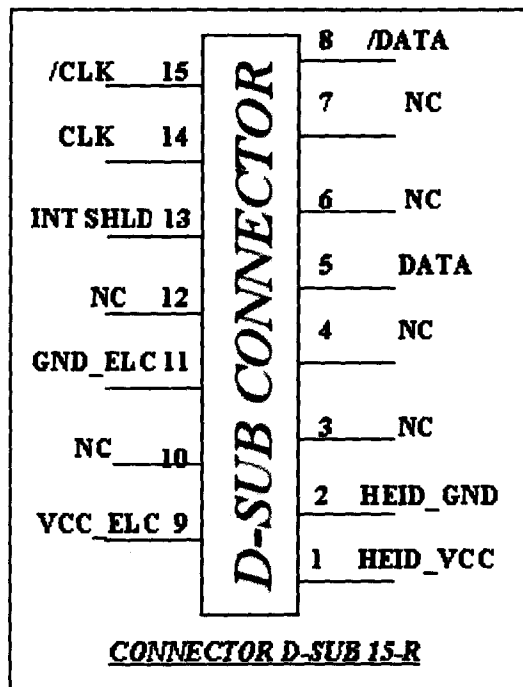 8 /DATA
/CLK 15
7 NC
CLK 14
6 NC
INT SHLD 13
5 DATA
NC 12
4 NC
GND_ELC 11
3 NC
NC 10
2 HEID_GND
VCC_ELC 9
1 HEID_VCC
D-SUB CONNECTOR
CONNECTOR D-SUB 15-R